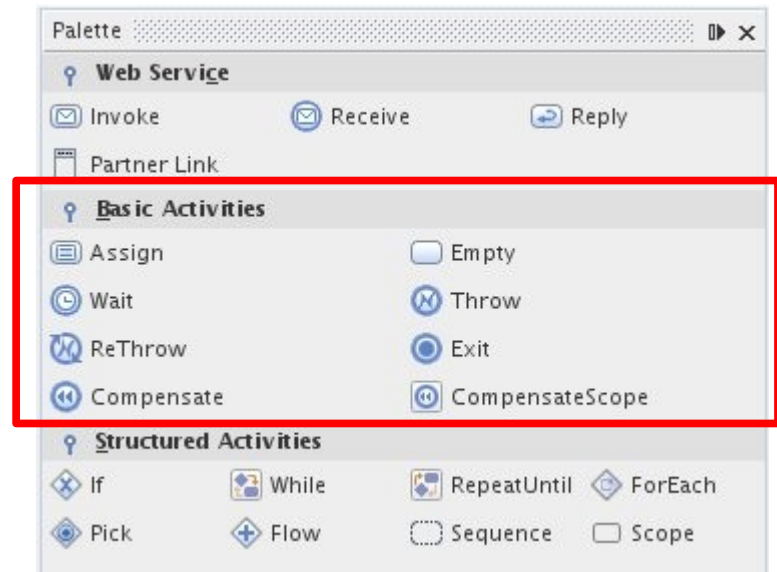 Palette
Web Service
Invoke Receive Reply
Partner Link
Basic Activities
Assign Empty
Wait Throw
ReThrow Exit
Compensate CompensateScope
Structured Activities
If While RepeatUntil ForEach
Pick Flow Sequence Scope